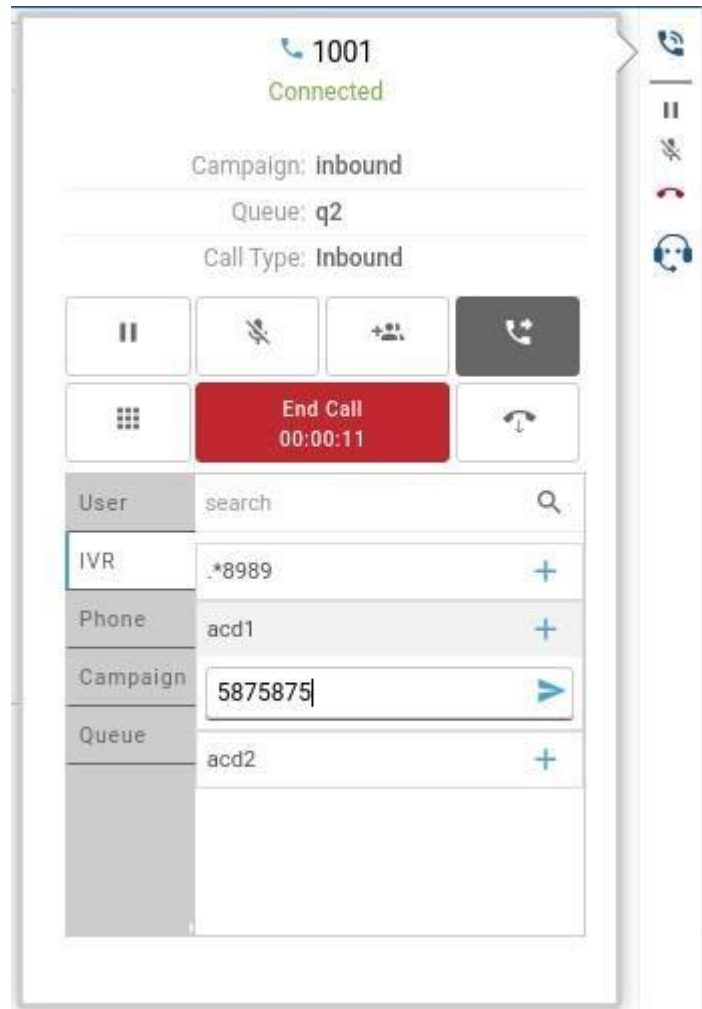 1001
Connected
Campaign: inbound
Queue: q2
Call Type: Inbound
End Call
00:00:11
User
search
IVR
.*8989
Phone
acd1
Campaign
5875875
Queue
acd2